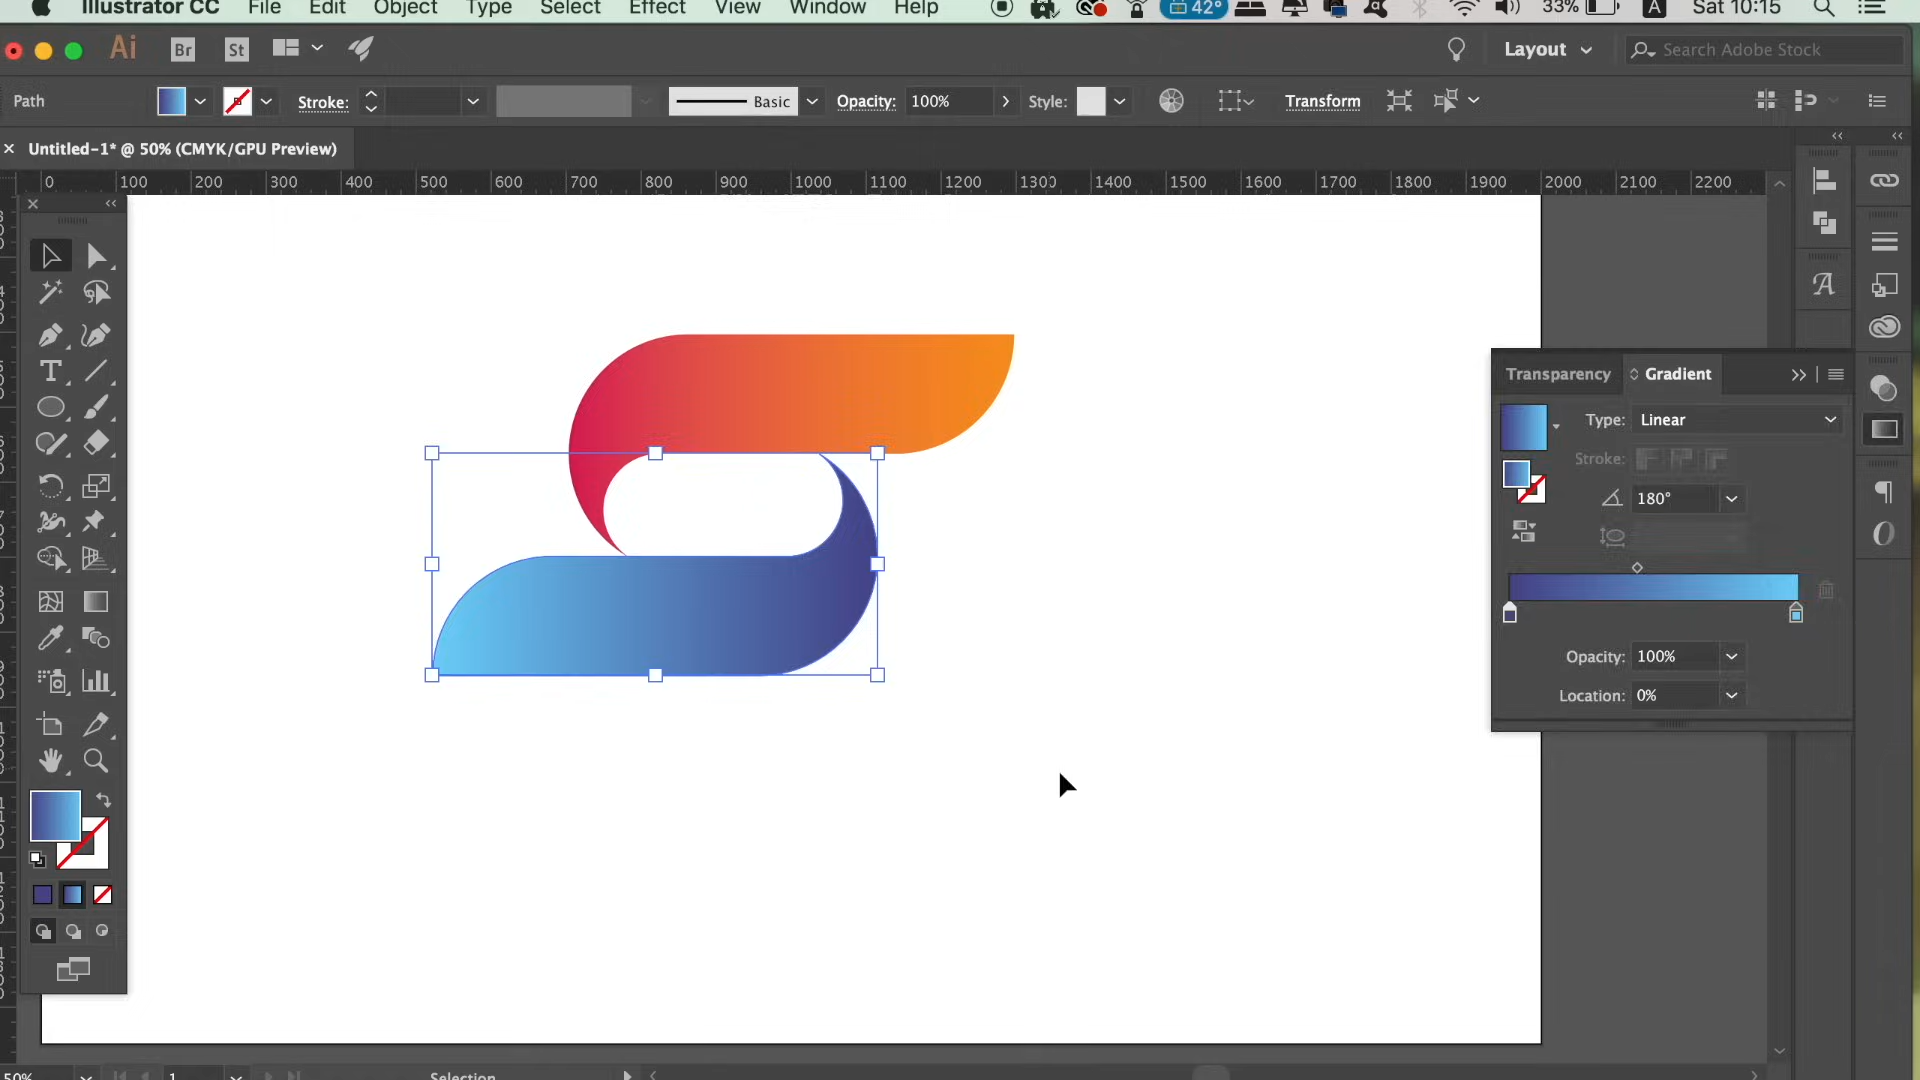 Illustrator CC File Edit Object Type Select Effect View Window Help 42° 33% A Sat 10:15
Ai Br St Layout Search Adobe Stock
Path Stroke: Basic Opacity: 100% Style: Transform
× Untitled-1* @ 50% (CMYK/GPU Preview)
0 100 200 300 400 500 600 700 800 900 1000 1100 1200 1300 1400 1500 1600 1700 1800 1900 2000 2100 2200
Transparency Gradient
Type: Linear
Stroke:
180°
Opacity: 100%
Location: 0%
50% 1 Selection